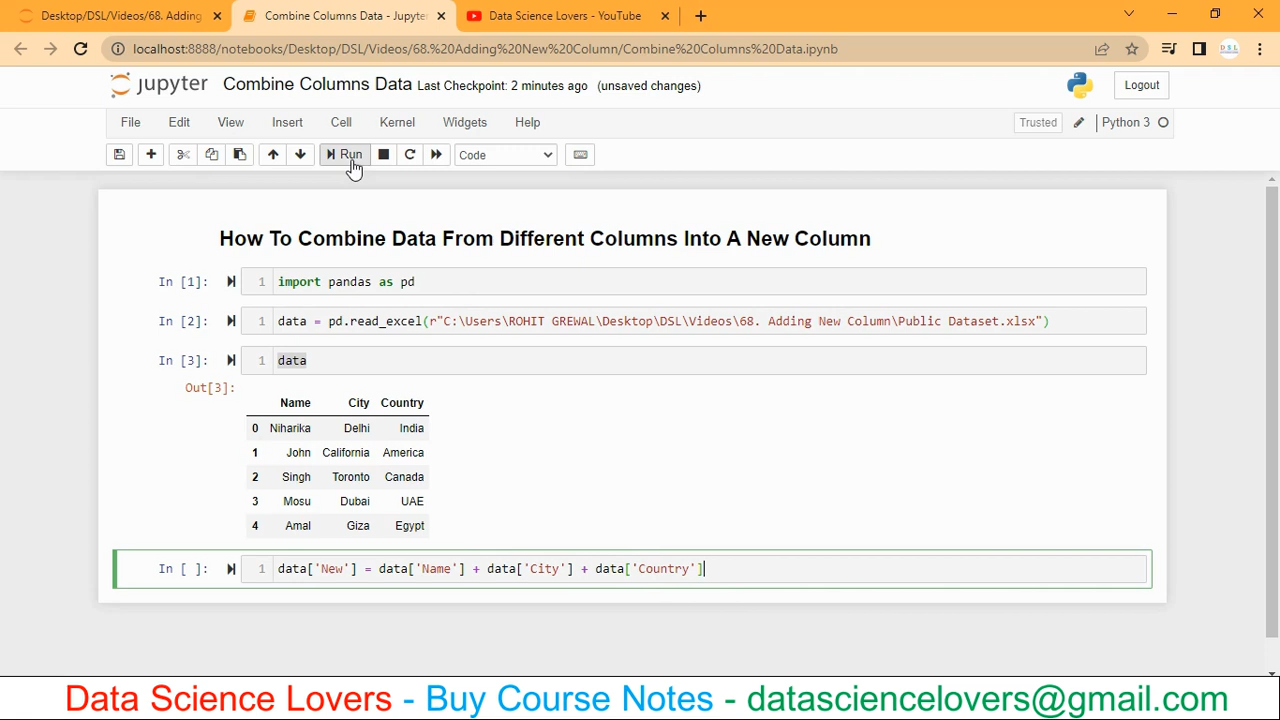 Desktop/DSL/Videos/68. Adding
Combine Columns Data - Jupyter
Data Science Lovers - YouTube
localhost:8888/notebooks/Desktop/DSL/Videos/68.%20Adding%20New%20Column/Combine%20Columns%20Data.ipynb
jupyter Combine Columns Data Last Checkpoint: 2 minutes ago (unsaved changes) Logout
File Edit View Insert Cell Kernel Widgets Help Trusted Python 3
Run Code
How To Combine Data From Different Columns Into A New Column
In [1]: 1 import pandas as pd
In [2]: 1 data = pd.read_excel(r"C:\Users\ROHIT GREWAL\Desktop\DSL\Videos\68. Adding New Column\Public Dataset.xlsx")
In [3]: 1 data
Out[3]:
Name City Country
0 Niharika Delhi India
1 John California America
2 Singh Toronto Canada
3 Mosu Dubai UAE
4 Amal Giza Egypt
In [ ]: 1 data['New'] = data['Name'] + data['City'] + data['Country']
Data Science Lovers - Buy Course Notes - datasciencelovers@gmail.com